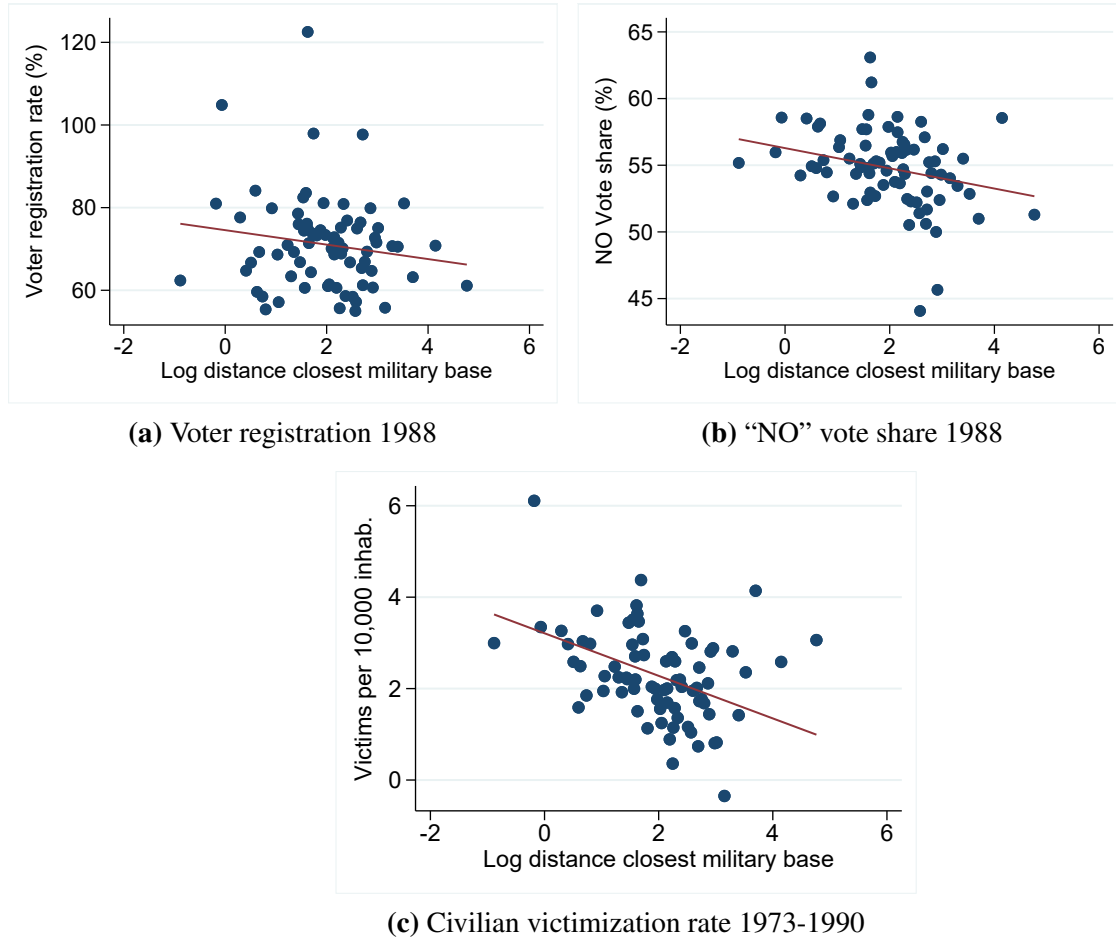 Voter registration rate (%)
120
100
80
60
-2 0 2 4 6
Log distance closest military base
(a) Voter registration 1988
NO Vote share (%)
65
60
55
50
45
-2 0 2 4 6
Log distance closest military base
(b) “NO” vote share 1988
Victims per 10,000 inhab.
6
4
2
0
-2 0 2 4 6
Log distance closest military base
(c) Civilian victimization rate 1973-1990